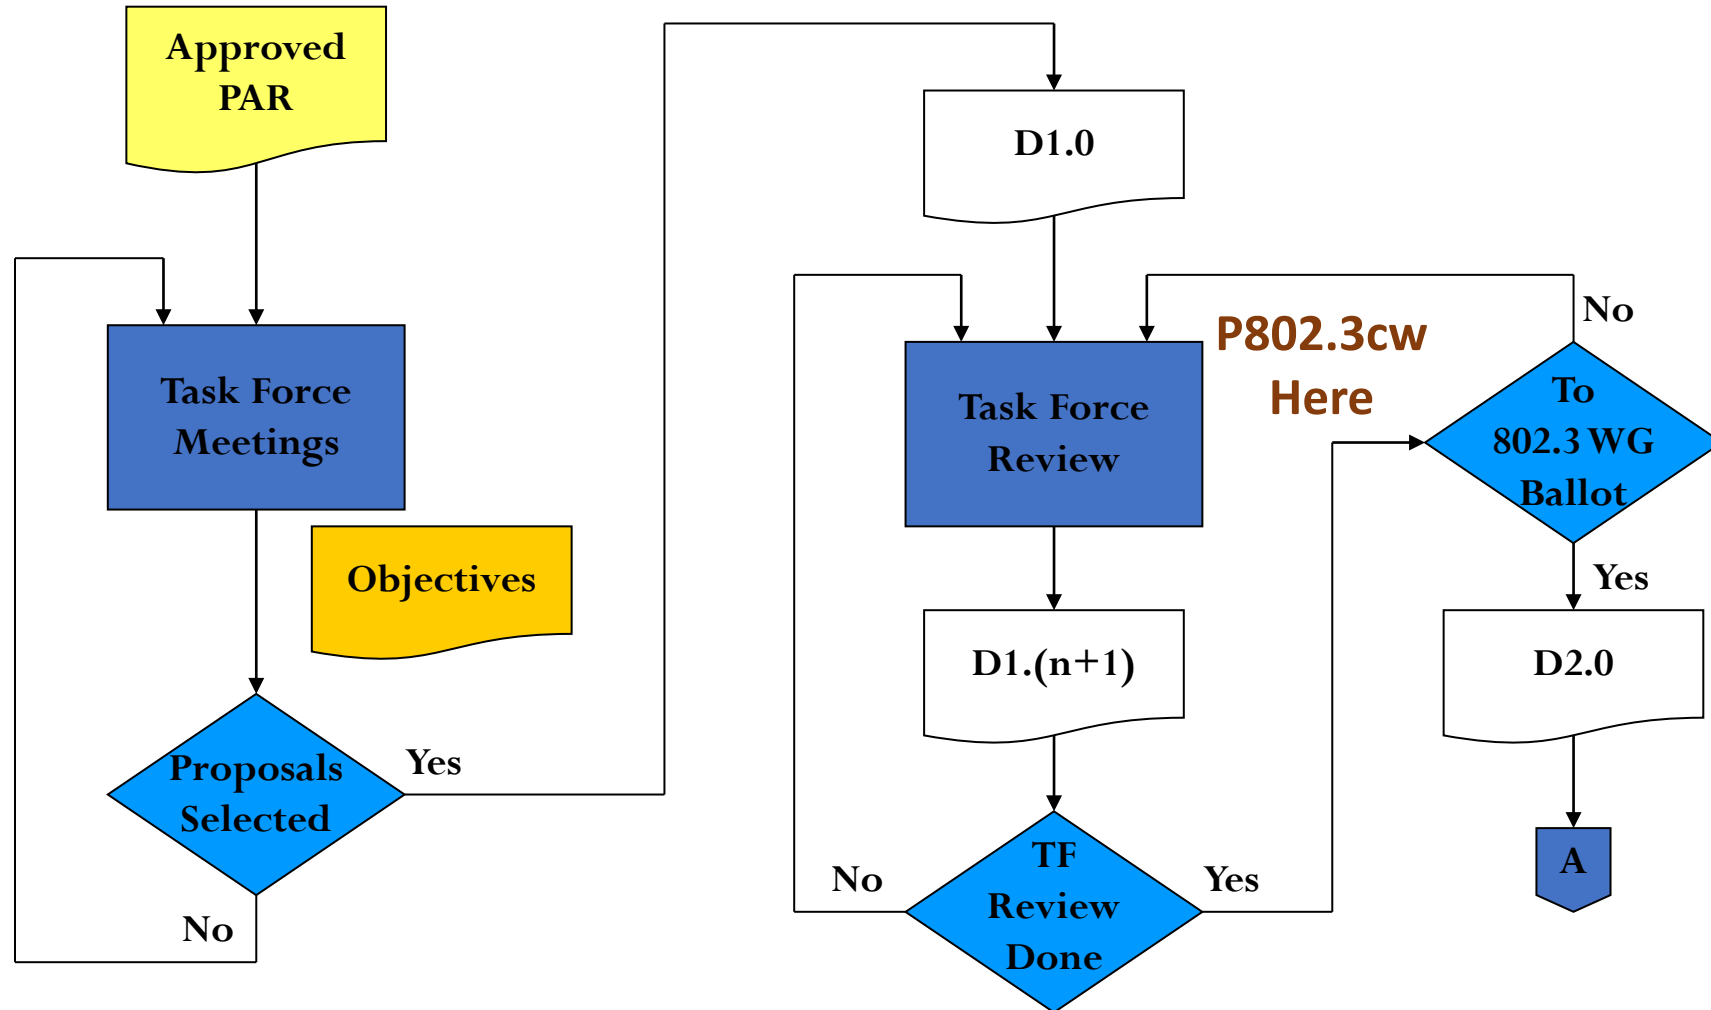 Approved
PAR
Task Force
Meetings
Objectives
Proposals
Selected
Yes
No
D1.0
Task Force
Review
P802.3cw
Here
D1.(n+1)
TF
Review
Done
No
Yes
To
802.3 WG
Ballot
No
Yes
D2.0
A